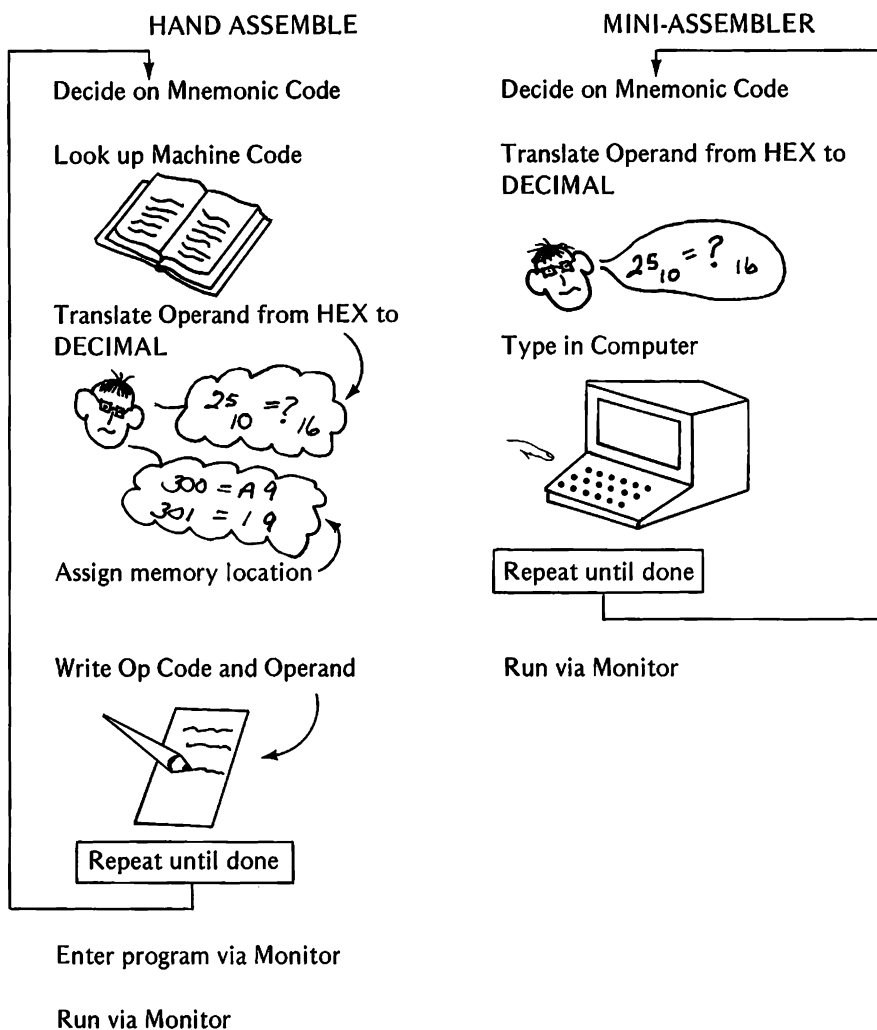 HAND ASSEMBLE
Decide on Mnemonic Code
Look up Machine Code
Translate Operand from HEX to
DECIMAL
25₁₀ = ?₁₆
300 = A9
301 = 19
Assign memory location
Write Op Code and Operand
Repeat until done
Enter program via Monitor
Run via Monitor
MINI-ASSEMBLER
Decide on Mnemonic Code
Translate Operand from HEX to
DECIMAL
25₁₀ = ?₁₆
Type in Computer
Repeat until done
Run via Monitor